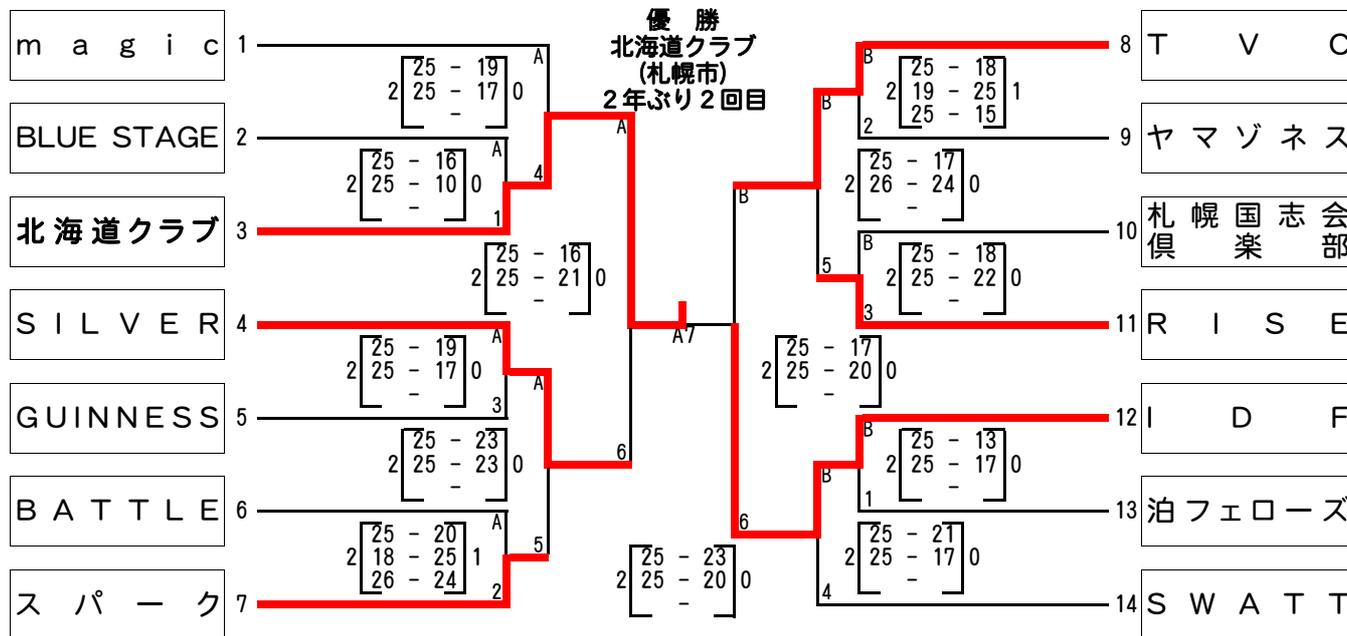 優 勝
北海道クラブ
(札幌市)
２年ぶり２回目
magic 1
BLUE STAGE 2
北海道クラブ 3
SILVER 4
GUINNESS 5
BATTLE 6
スパーク 7
A
25 - 19
2 25 - 17 0
-
A
25 - 16
2 25 - 10 0
-
4
1
A
25 - 16
2 25 - 21 0
-
A
25 - 19
2 25 - 17 0
-
A
3
25 - 23
2 25 - 23 0
-
6
A
25 - 20
2 18 - 25 1
26 - 24
5
2
A7
25 - 23
2 25 - 20 0
-
8 TVC
9 ヤマゾネス
10 札幌国志会
倶楽部
11 RISE
12 IDF
13 泊フェローズ
14 SWATT
B
25 - 18
2 19 - 25 1
25 - 15
B
2
25 - 17
2 26 - 24 0
-
B
B
25 - 18
2 25 - 22 0
-
5
3
25 - 17
2 25 - 20 0
-
B
25 - 13
2 25 - 17 0
-
B
1
25 - 21
2 25 - 17 0
-
6
4